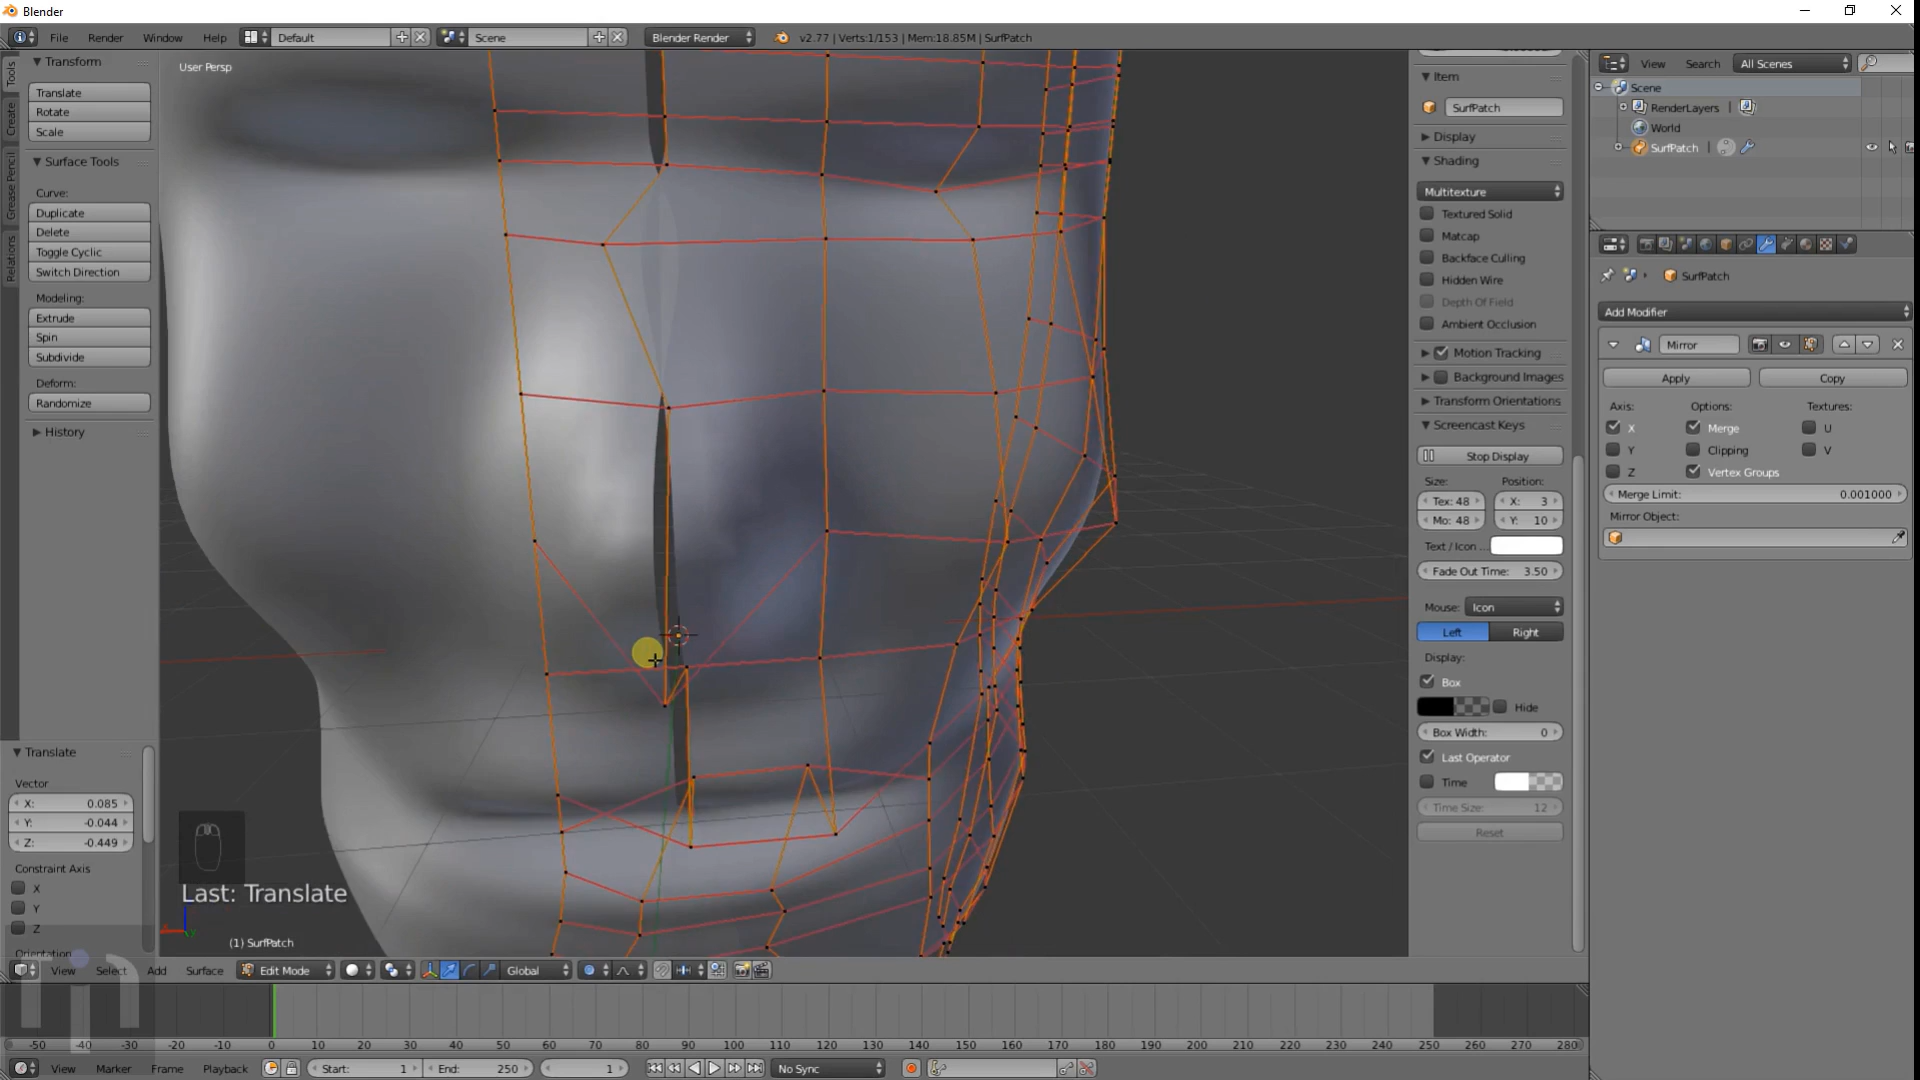 Blender
File Render Window Help Default Scene Blender Render v2.77 | Verts:1/153 | Mem:18.85M | SurfPatch
Tools
Create
Grease Pencil
Relations
Transform
Translate
Rotate
Scale
Surface Tools
Curve:
Duplicate
Delete
Toggle Cyclic
Switch Direction
Modeling:
Extrude
Spin
Subdivide
Deform:
Randomize
History
Translate
Vector
X: 0.085
Y: -0.044
Z: -0.449
Constraint Axis
X
Y
Z
Orientation
User Persp
Last: Translate
(1) SurfPatch
Item
SurfPatch
Display
Shading
Multitexture
Textured Solid
Matcap
Backface Culling
Hidden Wire
Depth Of Field
Ambient Occlusion
Motion Tracking
Background Images
Transform Orientations
Screencast Keys
Stop Display
Size: Position:
Tex: 48 X: 3
Mo: 48 Y: 10
Text / Icon ...
Fade Out Time: 3.50
Mouse: Icon
Left Right
Display:
Box
Hide
Box Width: 0
Last Operator
Time
Time Size: 12
Reset
View Search All Scenes
Scene
RenderLayers |
World
SurfPatch |
SurfPatch
Add Modifier
Mirror
Apply Copy
Axis: Options: Textures:
X Merge U
Y Clipping V
Z Vertex Groups
Merge Limit: 0.001000
Mirror Object:
View Select Add Surface Edit Mode Global
-50 -40 -30 -20 -10 0 10 20 30 40 50 60 70 80 90 100 110 120 130 140 150 160 170 180 190 200 210 220 230 240 250 260 270 280
View Marker Frame Playback Start: 1 End: 250 1 No Sync